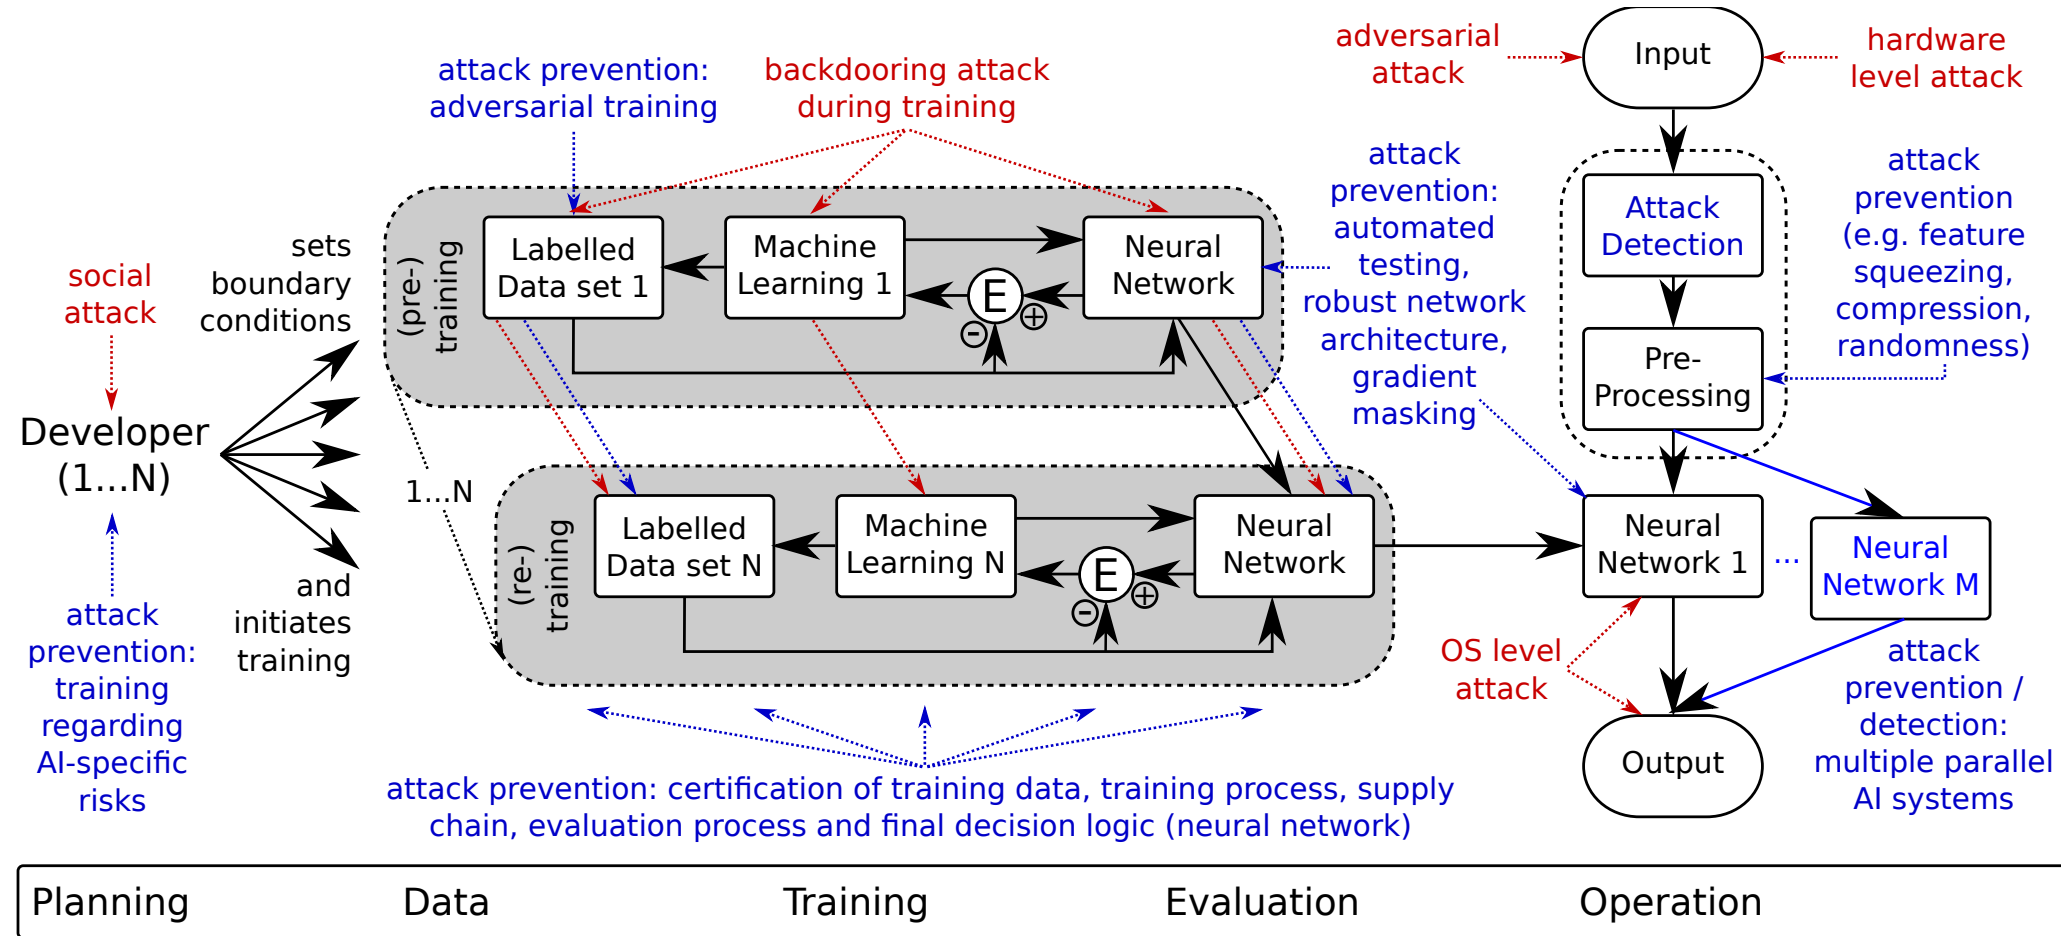 attack prevention:
adversarial training
backdooring attack
during training
adversarial
attack
Input
hardware
level attack
attack
prevention:
automated
testing,
robust network
architecture,
gradient
masking
attack
prevention
(e.g. feature
squeezing,
compression,
randomness)
Attack
Detection
Pre-
Processing
social
attack
sets
boundary
conditions
Developer
(1...N)
and
initiates
training
attack
prevention:
training
regarding
AI-specific
risks
(pre-)
training
Labelled
Data set 1
Machine
Learning 1
E
-
+
Neural
Network
1...N
(re-)
training
Labelled
Data set N
Machine
Learning N
E
-
+
Neural
Network
Neural
Network 1
...
Neural
Network M
OS level
attack
Output
attack
prevention /
detection:
multiple parallel
AI systems
attack prevention: certification of training data, training process, supply
chain, evaluation process and final decision logic (neural network)
Planning Data Training Evaluation Operation